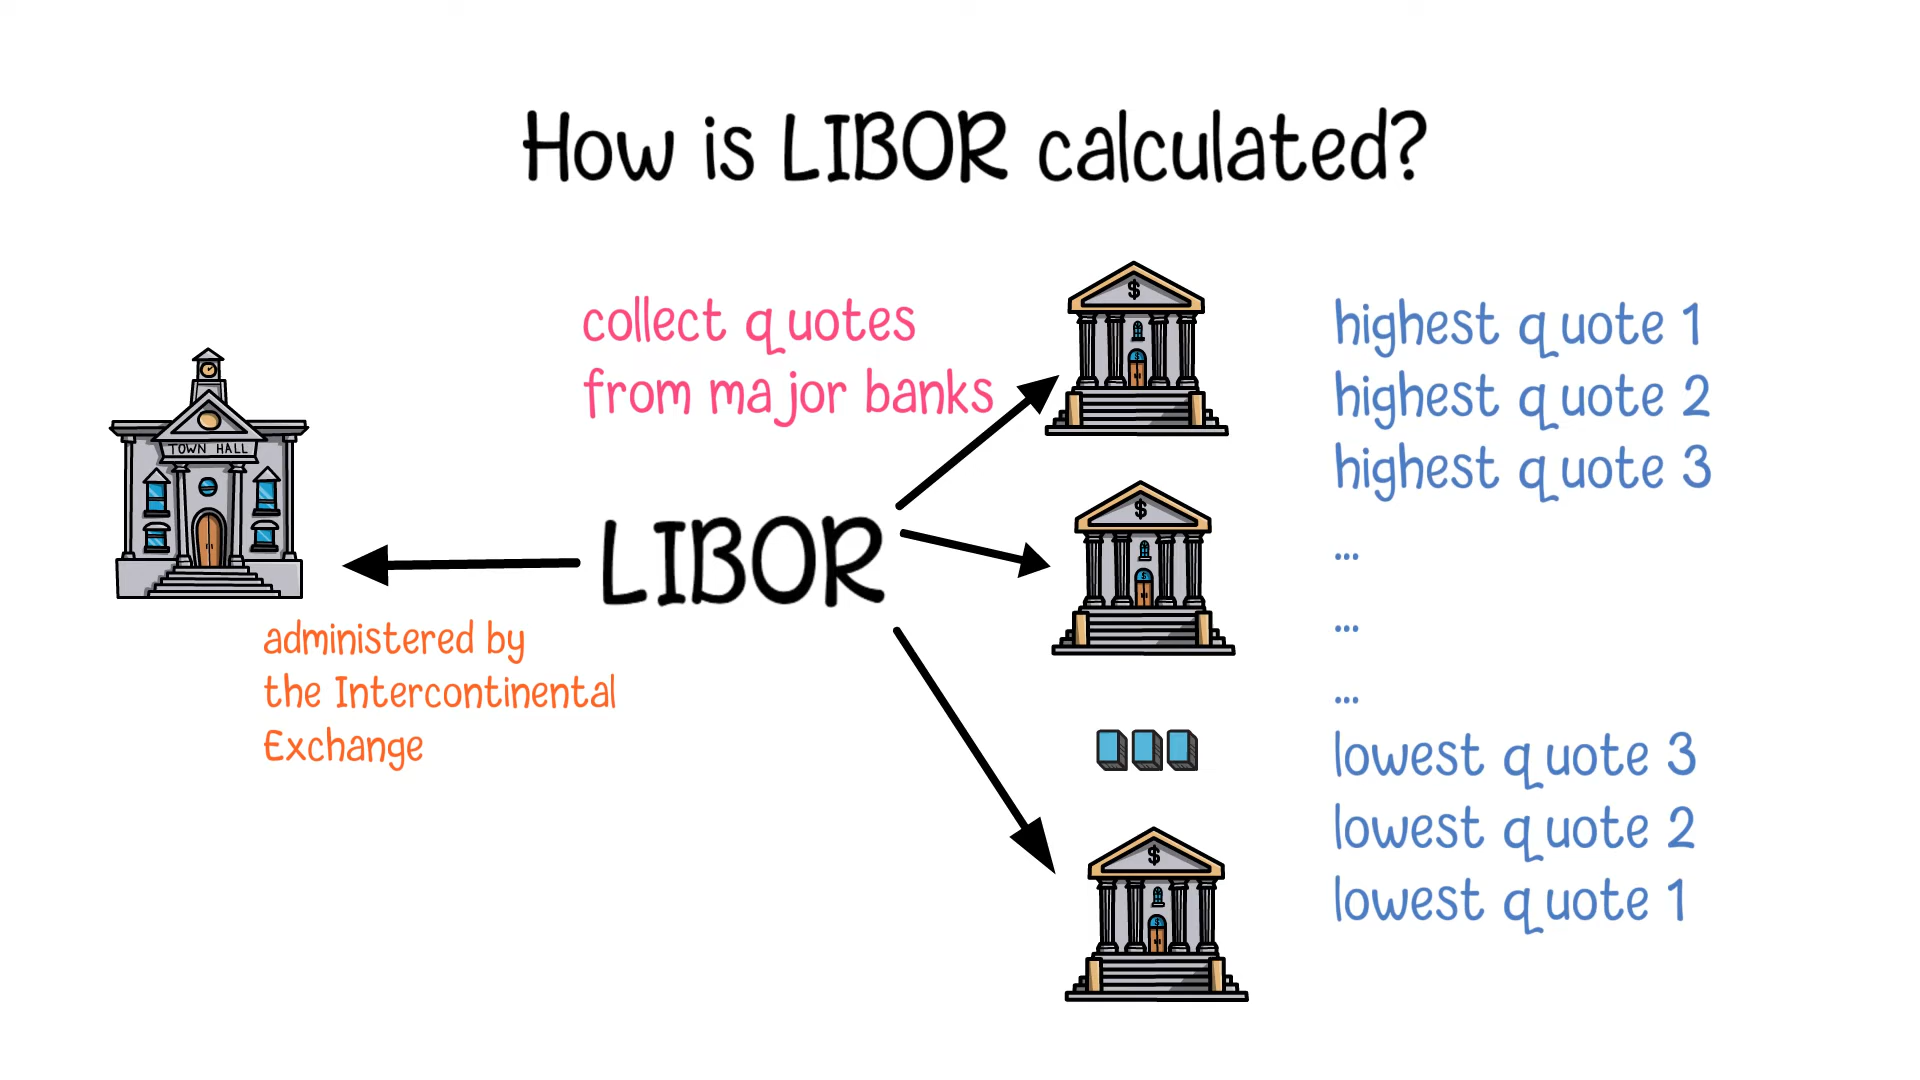 How is LIBOR calculated?
collect quotes
from major banks
TOWN HALL
LIBOR
administered by
the Intercontinental
Exchange
$
$
$
highest quote 1
highest quote 2
highest quote 3
...
...
...
lowest quote 3
lowest quote 2
lowest quote 1